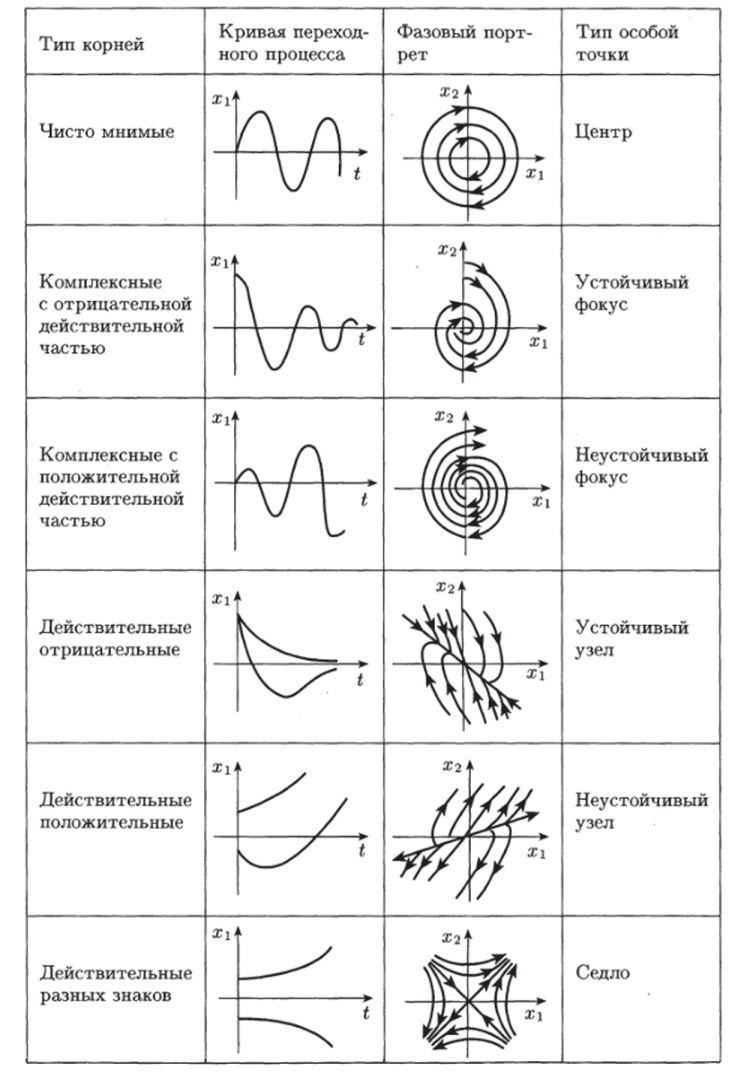 Тип корней
Кривая переход-
ного процесса
Фазовый порт-
рет
Тип особой
точки
Чисто мнимые
x1
t
x2
x1
Центр
Комплексные
с отрицательной
действительной
частью
x1
t
x2
x1
Устойчивый
фокус
Комплексные с
положительной
действительной
частью
x1
t
x2
x1
Неустойчивый
фокус
Действительные
отрицательные
x1
t
x2
x1
Устойчивый
узел
Действительные
положительные
x1
t
x2
x1
Неустойчивый
узел
Действительные
разных знаков
x1
t
x2
x1
Седло